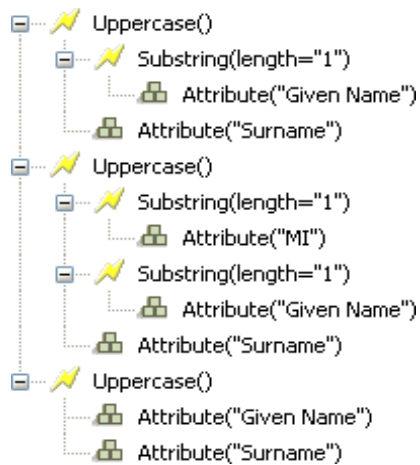 Uppercase()
Substring(length="1")
Attribute("Given Name")
Attribute("Surname")
Uppercase()
Substring(length="1")
Attribute("MI")
Substring(length="1")
Attribute("Given Name")
Attribute("Surname")
Uppercase()
Attribute("Given Name")
Attribute("Surname")